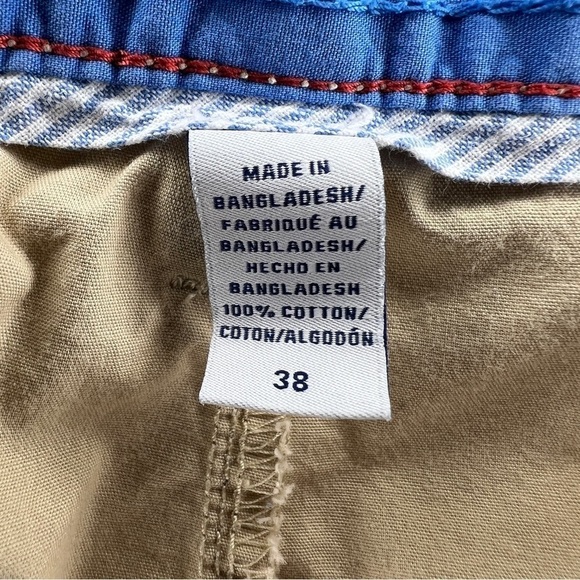 MADE IN
BANGLADESH/
FABRIQUÉ AU
BANGLADESH/
HECHO EN
BANGLADESH
100% COTTON/
COTON/ALGODÓN
38